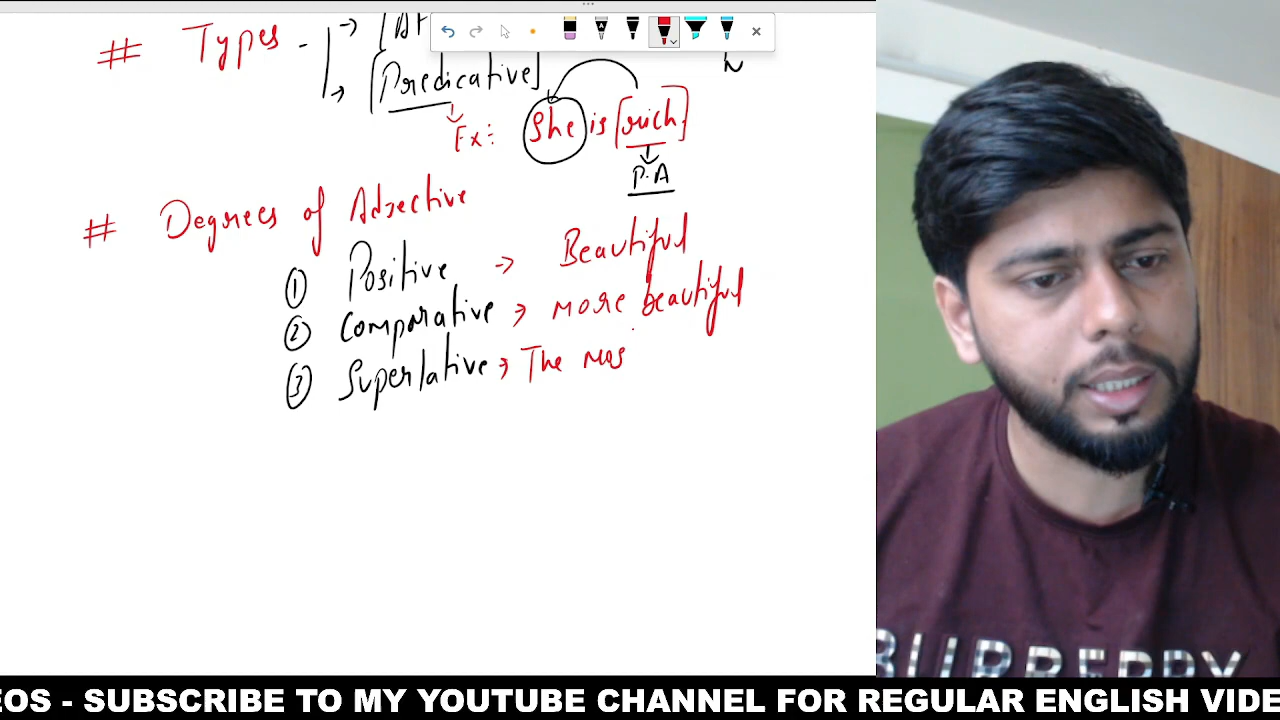 # Types - → [At
→ [Predicative]
Ex: She is [rich]
P.A
# Degrees of Adjective
① Positive → Beautiful
② Comparative → more beautiful
③ Superlative → The mos
BURBERRY
EOS - SUBSCRIBE TO MY YOUTUBE CHANNEL FOR REGULAR ENGLISH VIDE